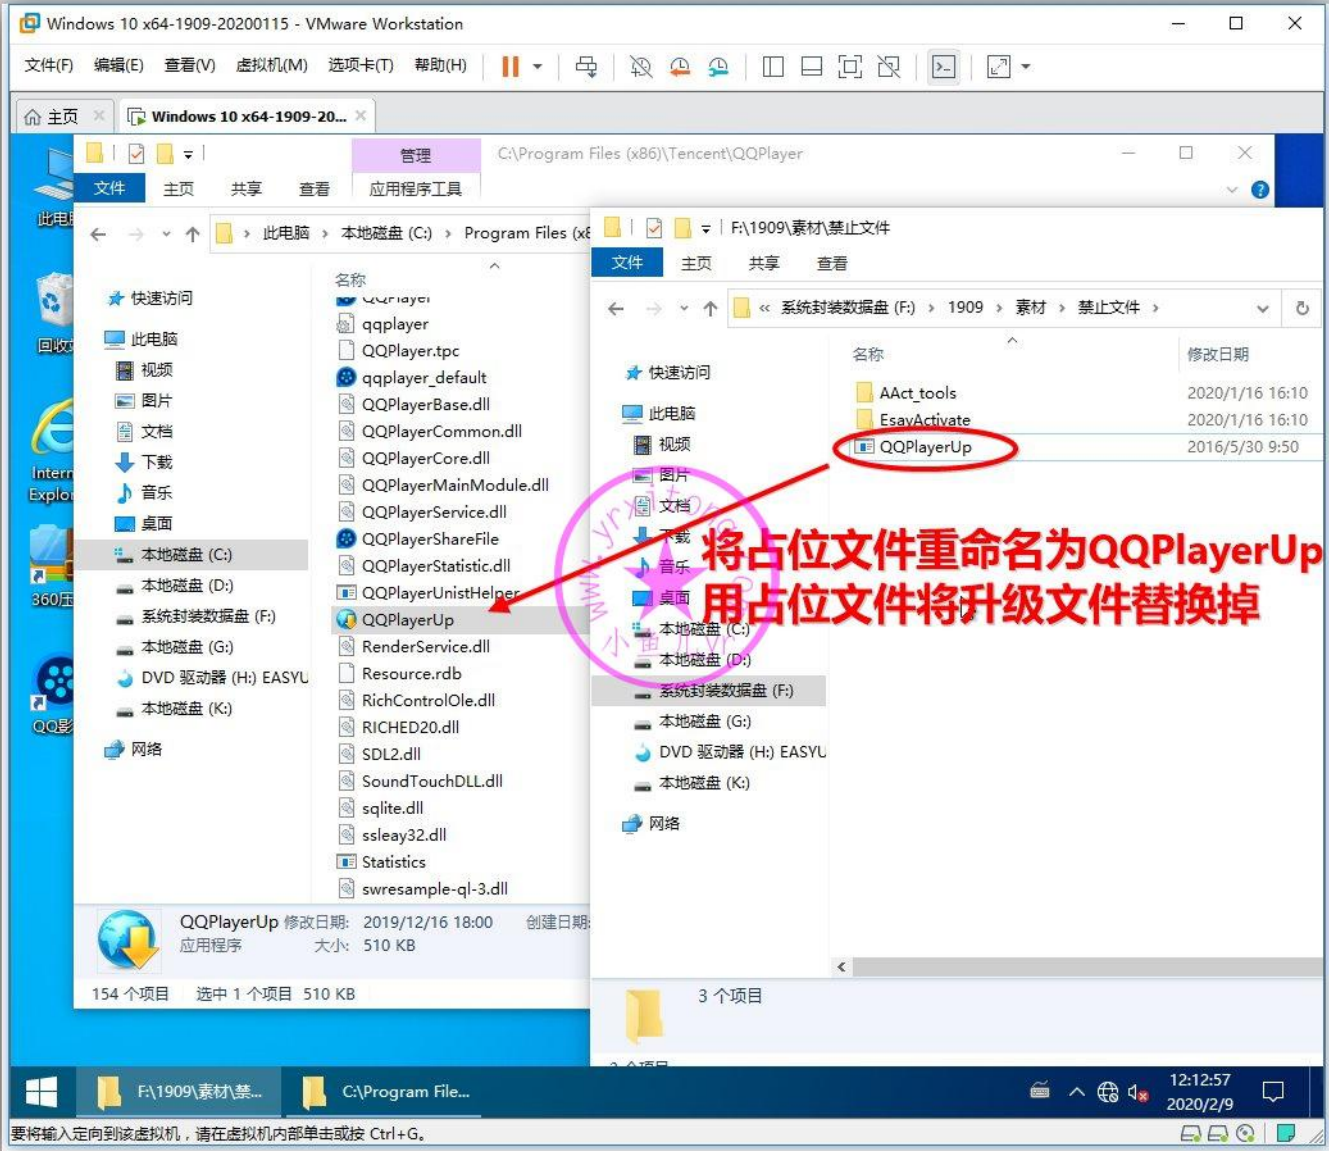 Windows 10 x64-1909-20200115 - VMware Workstation
文件(F) 编辑(E) 查看(V) 虚拟机(M) 选项卡(T) 帮助(H)
主页
Windows 10 x64-1909-20...
管理
C:\Program Files (x86)\Tencent\QQPlayer
文件 主页 共享 查看 应用程序工具
此电脑 本地磁盘 (C:) Program Files (x8
名称
快速访问
此电脑
视频
图片
文档
下载
音乐
桌面
本地磁盘 (C:)
本地磁盘 (D:)
系统封装数据盘 (F:)
本地磁盘 (G:)
DVD 驱动器 (H:) EASYU
本地磁盘 (K:)
网络
QQPlayer
qqplayer
QQPlayer.tpc
qqplayer_default
QQPlayerBase.dll
QQPlayerCommon.dll
QQPlayerCore.dll
QQPlayerMainModule.dll
QQPlayerService.dll
QQPlayerShareFile
QQPlayerStatistic.dll
QQPlayerUnistHelper
QQPlayerUp
RenderService.dll
Resource.rdb
RichControlOle.dll
RICHED20.dll
SDL2.dll
SoundTouchDLL.dll
sqlite.dll
ssleay32.dll
Statistics
swresample-ql-3.dll
QQPlayerUp 修改日期: 2019/12/16 18:00 创建日期:
应用程序 大小: 510 KB
154 个项目 选中 1 个项目 510 KB
F:\1909\素材\禁止文件
文件 主页 共享 查看
« 系统封装数据盘 (F:) 1909 素材 禁止文件
名称 修改日期
AAct_tools 2020/1/16 16:10
EsayActivate 2020/1/16 16:10
QQPlayerUp 2016/5/30 9:50
快速访问
此电脑
视频
图片
文档
下载
音乐
桌面
本地磁盘 (C:)
本地磁盘 (D:)
系统封装数据盘 (F:)
本地磁盘 (G:)
DVD 驱动器 (H:) EASYU
本地磁盘 (K:)
网络
将占位文件重命名为QQPlayerUp
用占位文件将升级文件替换掉
3 个项目
此电脑
回收
Intern
Explo
360压
QQ影
F:\1909\素材\禁...
C:\Program File...
12:12:57
2020/2/9
要将输入定向到该虚拟机，请在虚拟机内部单击或按 Ctrl+G。